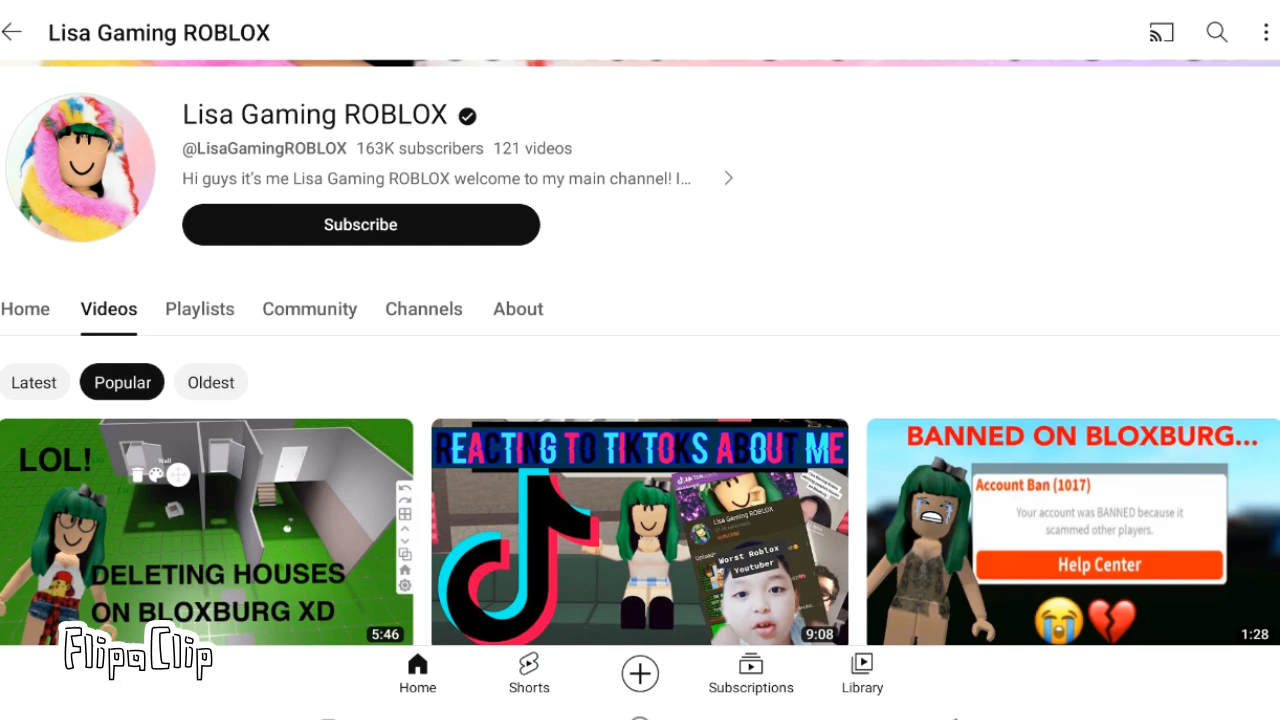 Lisa Gaming ROBLOX
Lisa Gaming ROBLOX
@LisaGamingROBLOX 163K subscribers 121 videos
Hi guys it's me Lisa Gaming ROBLOX welcome to my main channel! I...
Subscribe
Home Videos Playlists Community Channels About
Latest Popular Oldest
LOL!
Wall
DELETING HOUSES
ON BLOXBURG XD
5:46
REACTING TO TIKTOKS ABOUT ME
Lisa Gaming ROBLOX
Worst Roblox
Youtuber
9:08
BANNED ON BLOXBURG...
Account Ban (1017)
Your account was BANNED because it
scammed other players.
Help Center
1:28
FlipaClip
Home Shorts Subscriptions Library